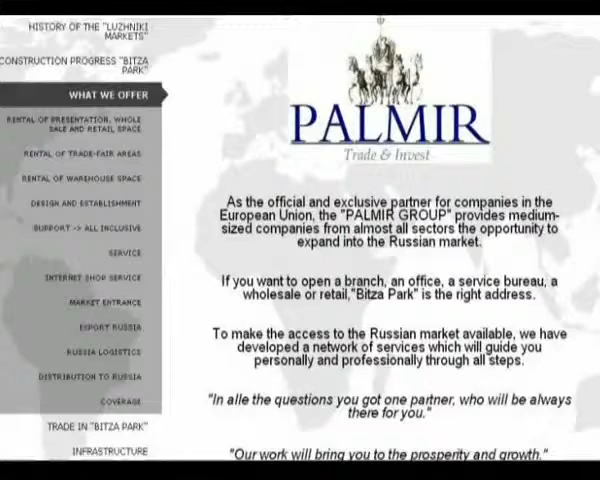 HISTORY OF THE "LUZHNIKI
MARKETS"
CONSTRUCTION PROGRESS "BITZA
PARK"
WHAT WE OFFER
RENTAL OF PRESENTATION, WHOLE
SALE AND RETAIL SPACE
RENTAL OF TRADE-FAIR AREAS
RENTAL OF WAREHOUSE SPACE
DESIGN AND ESTABLISHMENT
SUPPORT -> ALL INCLUSIVE
SERVICE
INTERNET SHOP SERVICE
MARKET ENTRANCE
EXPORT RUSSIA
RUSSIA LOGISTICS
DISTRIBUTION TO RUSSIA
COVERAGE
TRADE IN "BITZA PARK"
INFRASTRUCTURE
PALMIR
Trade & Invest
As the official and exclusive partner for companies in the
European Union, the "PALMIR GROUP" provides medium-
sized companies from almost all sectors the opportunity to
expand into the Russian market.
If you want to open a branch, an office, a service bureau, a
wholesale or retail,"Bitza Park" is the right address.
To make the access to the Russian market available, we have
developed a network of services which will guide you
personally and professionally through all steps.
"In alle the questions you got one partner, who will be always
there for you."
"Our work will bring you to the prosperity and growth."